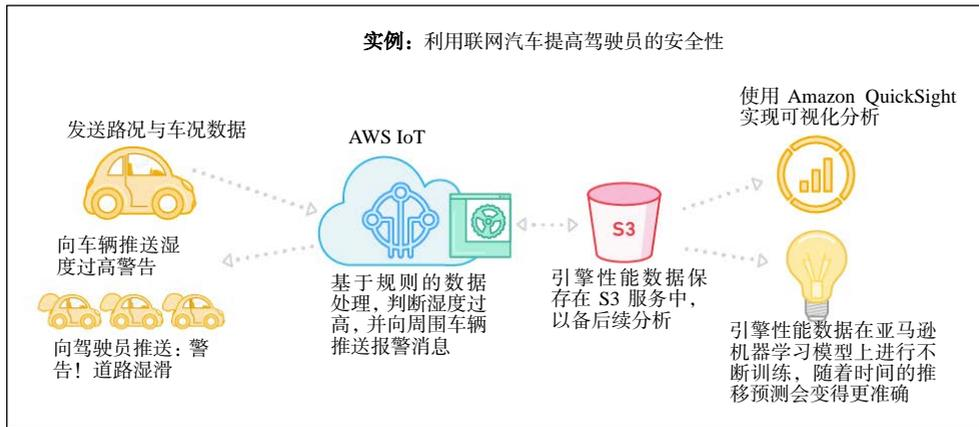 实例：利用联网汽车提高驾驶员的安全性
发送路况与车况数据
向车辆推送湿
度过高警告
向驾驶员推送：警
告！道路湿滑
AWS IoT
基于规则的数据
处理，判断湿度过
高，并向周围车辆
推送报警消息
S3
引擎性能数据保
存在 S3 服务中，
以备后续分析
使用 Amazon QuickSight
实现可视化分析
引擎性能数据在亚马逊
机器学习模型上进行不
断训练，随着时间的推
移预测会变得更准确